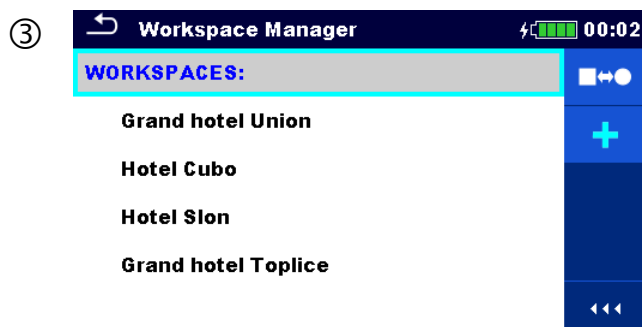 ③
Workspace Manager 00:02
WORKSPACES:
Grand hotel Union
Hotel Cubo
Hotel Slon
Grand hotel Toplice